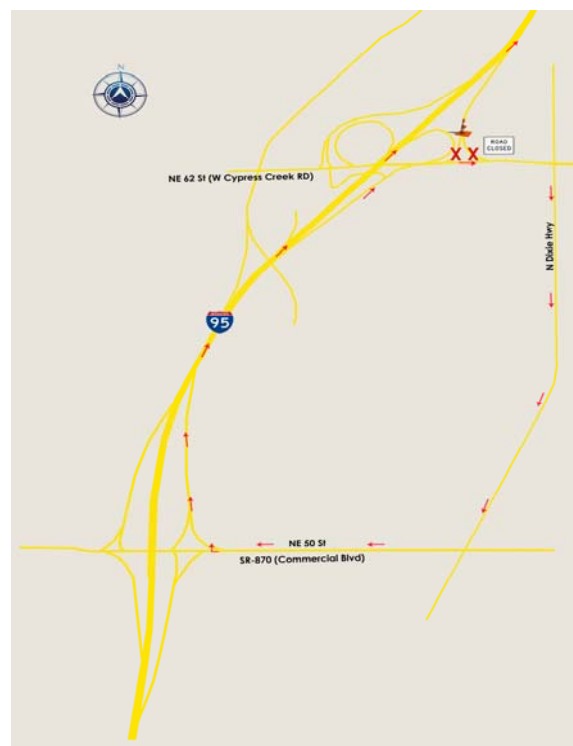 N
ROAD
CLOSED
X X
NE 62 St (W Cypress Creek RD)
N Dixie Hwy
95
NE 50 St
SR-870 (Commercial Blvd)